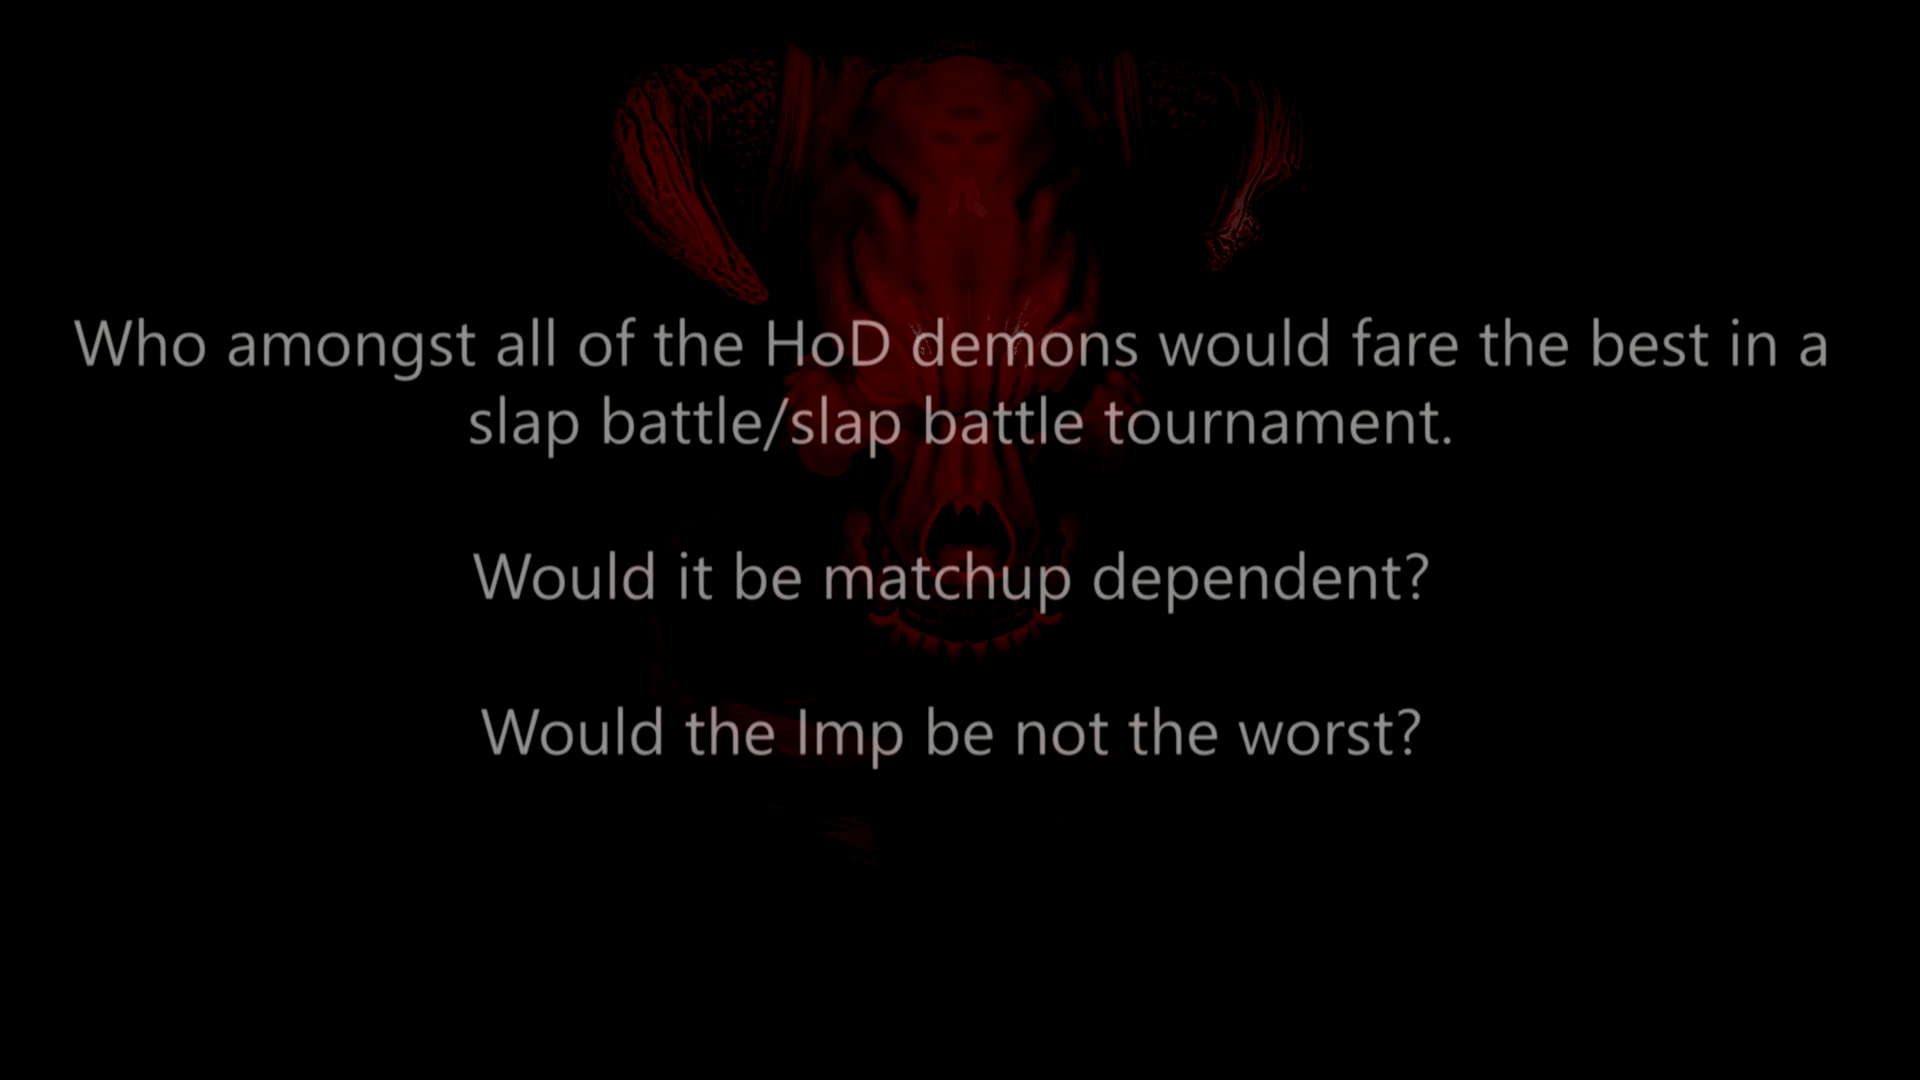 Who amongst all of the HoD demons would fare the best in a
slap battle/slap battle tournament.
Would it be matchup dependent?
Would the Imp be not the worst?